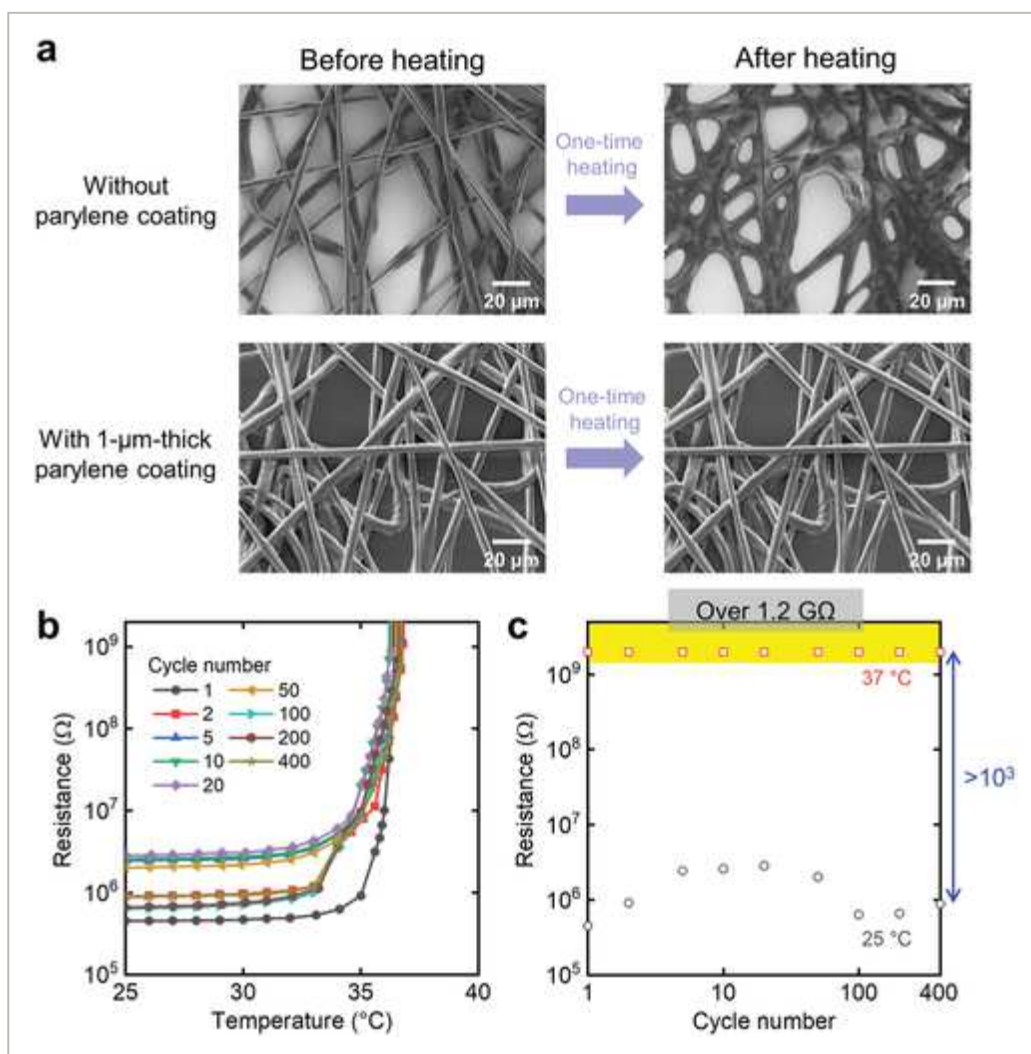 a
Before heating
After heating
Without
parylene coating
One-time
heating
20 µm
20 µm
With 1-µm-thick
parylene coating
One-time
heating
20 µm
20 µm
b
Resistance (Ω)
10⁹
10⁸
10⁷
10⁶
10⁵
Cycle number
1
2
5
10
20
50
100
200
400
25
30
35
40
Temperature (°C)
c
Over 1.2 GΩ
Resistance (Ω)
10⁹
10⁸
10⁷
10⁶
10⁵
37 °C
>10³
25 °C
1
10
100
400
Cycle number